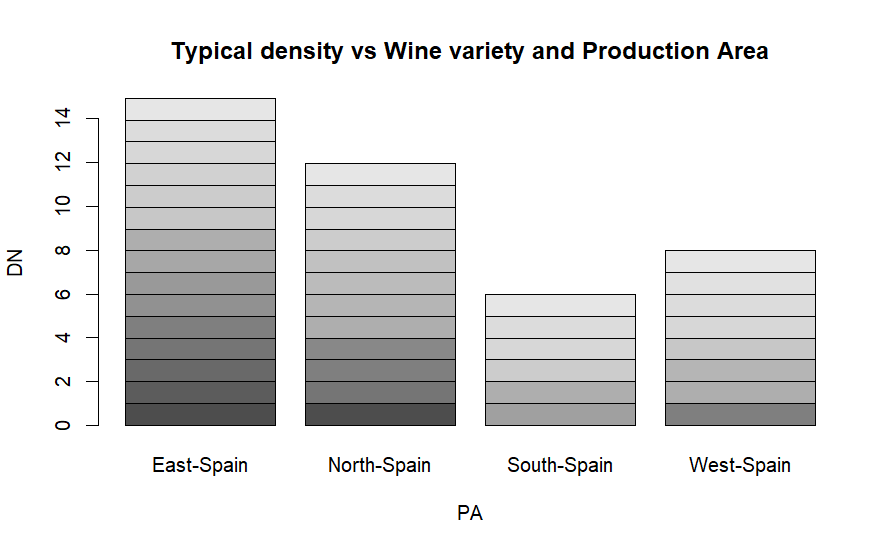 Typical density vs Wine variety and Production Area
14
12
10
8
6
4
2
0
DN
East-Spain North-Spain South-Spain West-Spain
PA